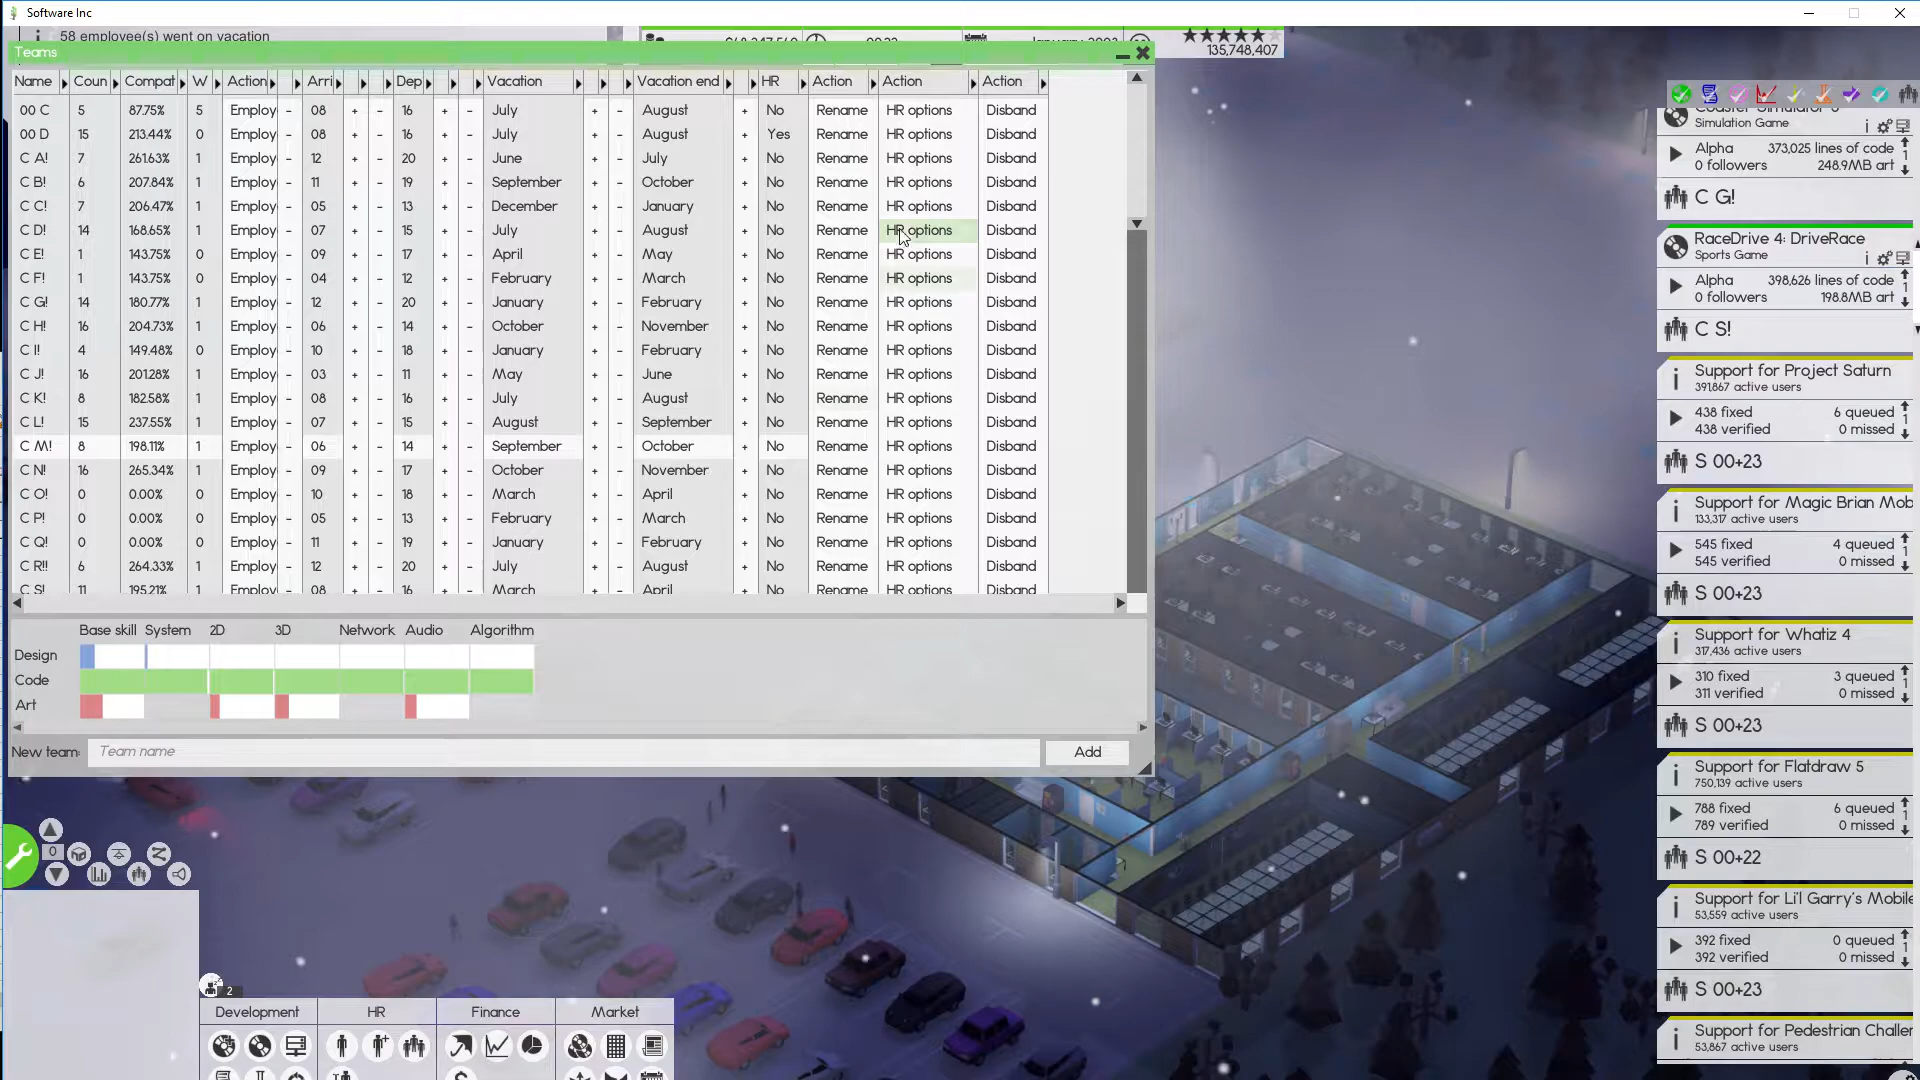 Software Inc
58 employee(s) went on vacation
135,748,407
Teams
Name Coun Compat W Action Arri Dep Vacation Vacation end HR Action Action Action
00 C 5 87.75% 5 Employ - 08 + - 16 + - July + - August + No Rename HR options Disband
00 D 15 213.44% 0 Employ - 08 + - 16 + - July + - August + Yes Rename HR options Disband
C A! 7 261.63% 1 Employ - 12 + - 20 + - June + - July + No Rename HR options Disband
C B! 6 207.84% 1 Employ - 11 + - 19 + - September + - October + No Rename HR options Disband
C C! 7 206.47% 1 Employ - 05 + - 13 + - December + - January + No Rename HR options Disband
C D! 14 168.65% 1 Employ - 07 + - 15 + - July + - August + No Rename HR options Disband
C E! 1 143.75% 0 Employ - 09 + - 17 + - April + - May + No Rename HR options Disband
C F! 1 143.75% 0 Employ - 04 + - 12 + - February + - March + No Rename HR options Disband
C G! 14 180.77% 1 Employ - 12 + - 20 + - January + - February + No Rename HR options Disband
C H! 16 204.73% 1 Employ - 06 + - 14 + - October + - November + No Rename HR options Disband
C I! 4 149.48% 0 Employ - 10 + - 18 + - January + - February + No Rename HR options Disband
C J! 16 201.28% 1 Employ - 03 + - 11 + - May + - June + No Rename HR options Disband
C K! 8 182.58% 1 Employ - 08 + - 16 + - July + - August + No Rename HR options Disband
C L! 15 237.55% 1 Employ - 07 + - 15 + - August + - September + No Rename HR options Disband
C M! 8 198.11% 1 Employ - 06 + - 14 + - September + - October + No Rename HR options Disband
C N! 16 265.34% 1 Employ - 09 + - 17 + - October + - November + No Rename HR options Disband
C O! 0 0.00% 0 Employ - 10 + - 18 + - March + - April + No Rename HR options Disband
C P! 0 0.00% 0 Employ - 05 + - 13 + - February + - March + No Rename HR options Disband
C Q! 0 0.00% 0 Employ - 11 + - 19 + - January + - February + No Rename HR options Disband
C R!! 6 264.33% 1 Employ - 12 + - 20 + - July + - August + No Rename HR options Disband
C S! 11 195.21% 1 Employ - 08 + - 16 + - March + - April + No Rename HR options Disband
Base skill System 2D 3D Network Audio Algorithm
Design
Code
Art
New team: Team name Add
0
2
Development HR Finance Market
Simulation Game
Alpha 373,025 lines of code
0 followers 248.9MB art
1
C G!
RaceDrive 4: DriveRace
Sports Game
Alpha 398,626 lines of code
0 followers 198.8MB art
1
C S!
Support for Project Saturn
391,867 active users
438 fixed 6 queued
438 verified 0 missed
1
S 00+23
Support for Magic Brian Mob
133,317 active users
545 fixed 4 queued
545 verified 0 missed
1
S 00+23
Support for Whatiz 4
317,436 active users
310 fixed 3 queued
311 verified 0 missed
1
S 00+23
Support for Flatdraw 5
750,139 active users
788 fixed 6 queued
789 verified 0 missed
1
S 00+22
Support for Li'l Garry's Mobile
53,559 active users
392 fixed 0 queued
392 verified 0 missed
1
S 00+23
Support for Pedestrian Challen
53,867 active users